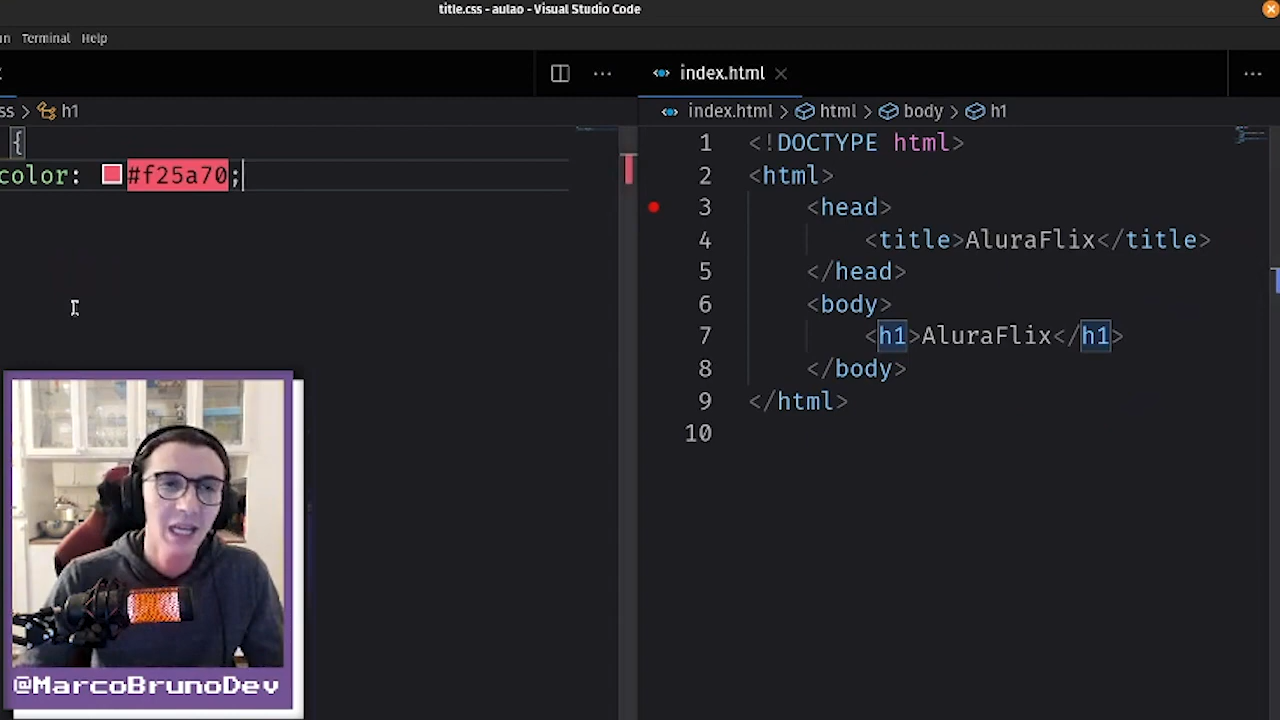 title.css - aulao - Visual Studio Code
un Terminal Help
index.html
ss > h1
index.html > html > body > h1
{
color: #f25a70;
1 <!DOCTYPE html>
2 <html>
3 <head>
4 <title>AluraFlix</title>
5 </head>
6 <body>
7 <h1>AluraFlix</h1>
8 </body>
9 </html>
10
@MarcoBrunoDev